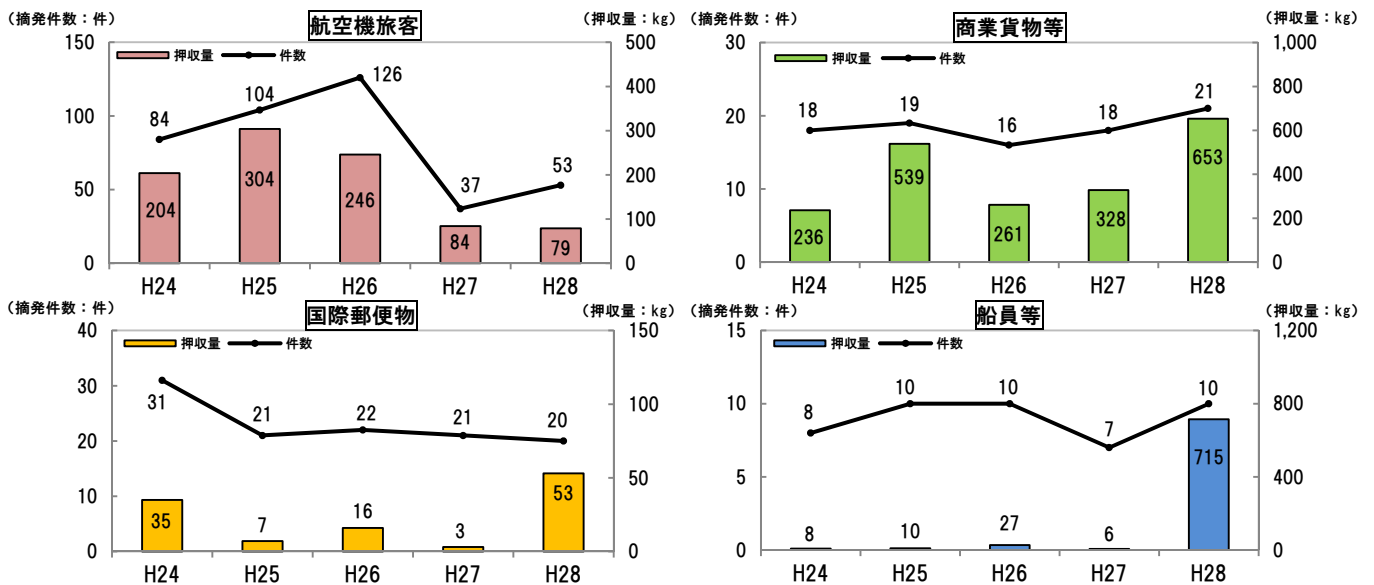 （摘発件数：件） 航空機旅客 （押収量：kg）
押収量 件数
150 500
400
100 300
50 200
100
0 0
84 104 126 37 53
204 304 246 84 79
H24 H25 H26 H27 H28
（摘発件数：件） 商業貨物等 （押収量：kg）
押収量 件数
30 1,000
800
20 600
10 400
200
0 0
18 19 16 18 21
236 539 261 328 653
H24 H25 H26 H27 H28
（摘発件数：件） 国際郵便物 （押収量：kg）
押収量 件数
40 150
30 100
20
10 50
0 0
31 21 22 21 20
35 7 16 3 53
H24 H25 H26 H27 H28
（摘発件数：件） 船員等 （押収量：kg）
押収量 件数
15 1,200
10 800
5 400
0 0
8 10 10 7 10
8 10 27 6 715
H24 H25 H26 H27 H28